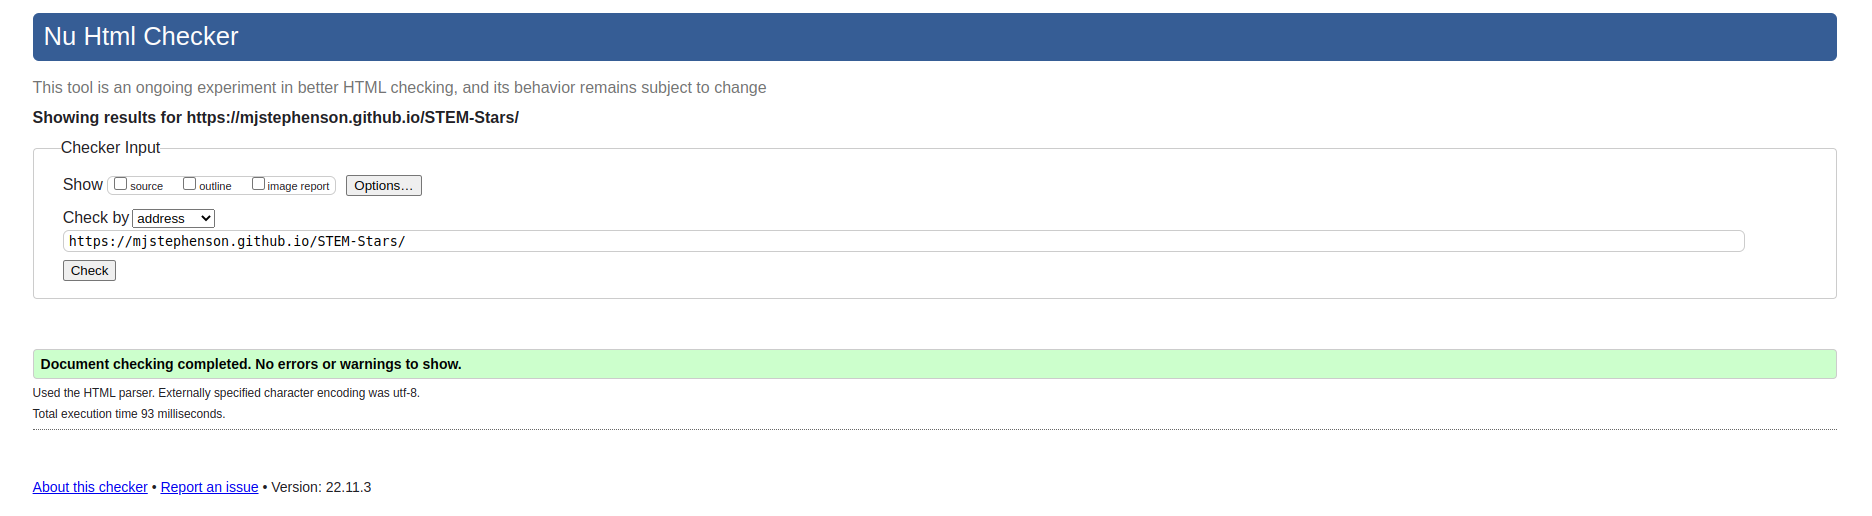 Nu Html Checker
This tool is an ongoing experiment in better HTML checking, and its behavior remains subject to change
Showing results for https://mjstephenson.github.io/STEM-Stars/
Checker Input
Show source outline image report Options...
Check by address
https://mjstephenson.github.io/STEM-Stars/
Check
Document checking completed. No errors or warnings to show.
Used the HTML parser. Externally specified character encoding was utf-8.
Total execution time 93 milliseconds.
About this checker • Report an issue • Version: 22.11.3